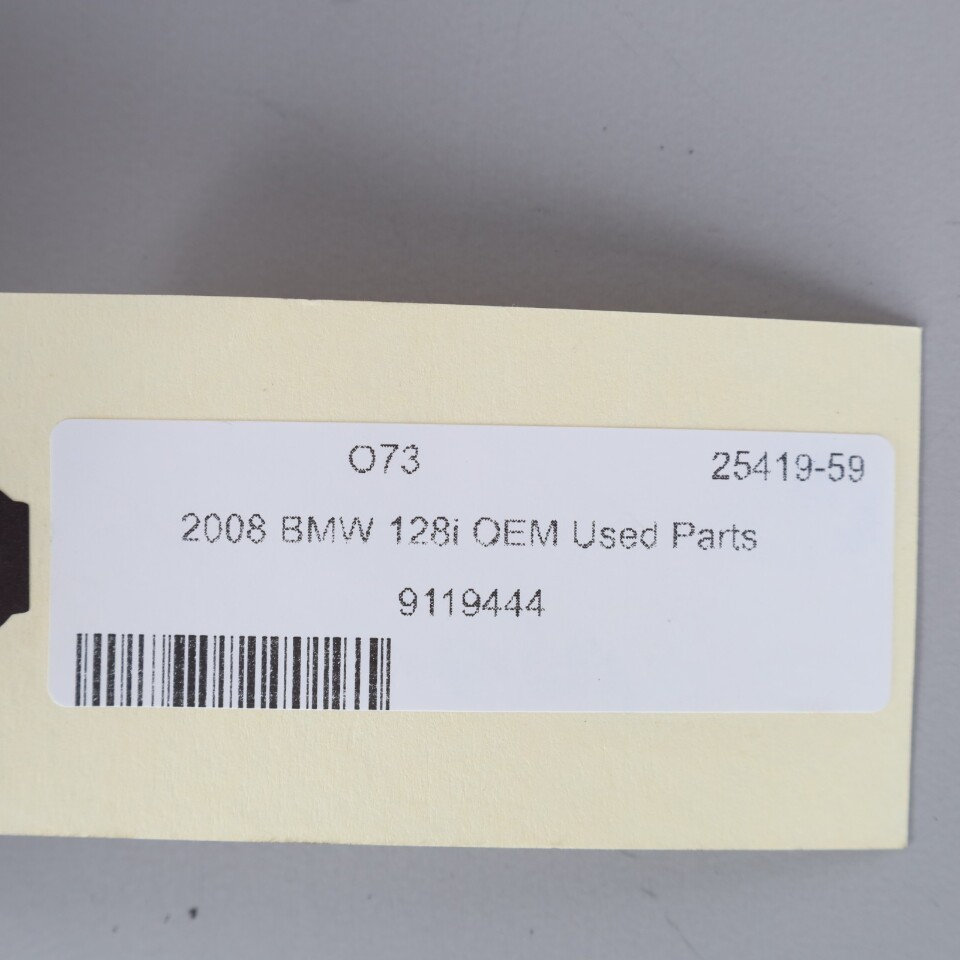 O73 25419-59
2008 BMW 128i OEM Used Parts
9119444